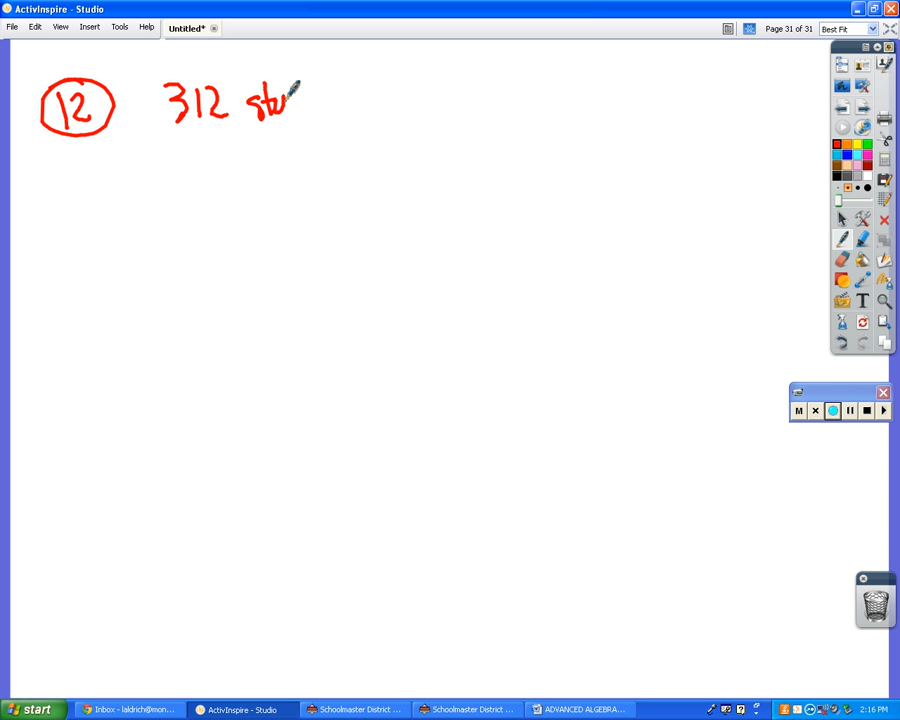 ActivInspire - Studio
File Edit View Insert Tools Help Untitled* Page 31 of 31 Best Fit
12 312 stu
M
start Inbox - laldrich@mon... ActivInspire - Studio Schoolmaster District ... Schoolmaster District ... ADVANCED ALGEBRA... 2:16 PM